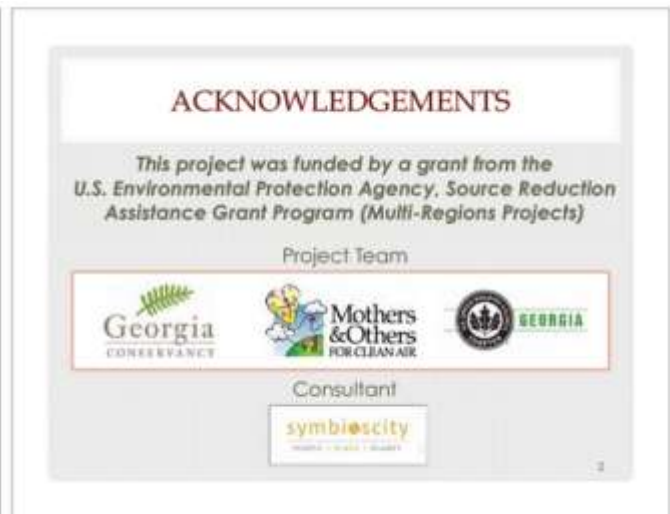 ACKNOWLEDGEMENTS
This project was funded by a grant from the
U.S. Environmental Protection Agency, Source Reduction
Assistance Grant Program (Multi-Regions Projects)
Project Team
Georgia
CONSERVANCY
Mothers
&Others
FOR CLEAN AIR
GEORGIA
Consultant
symbioscity
2